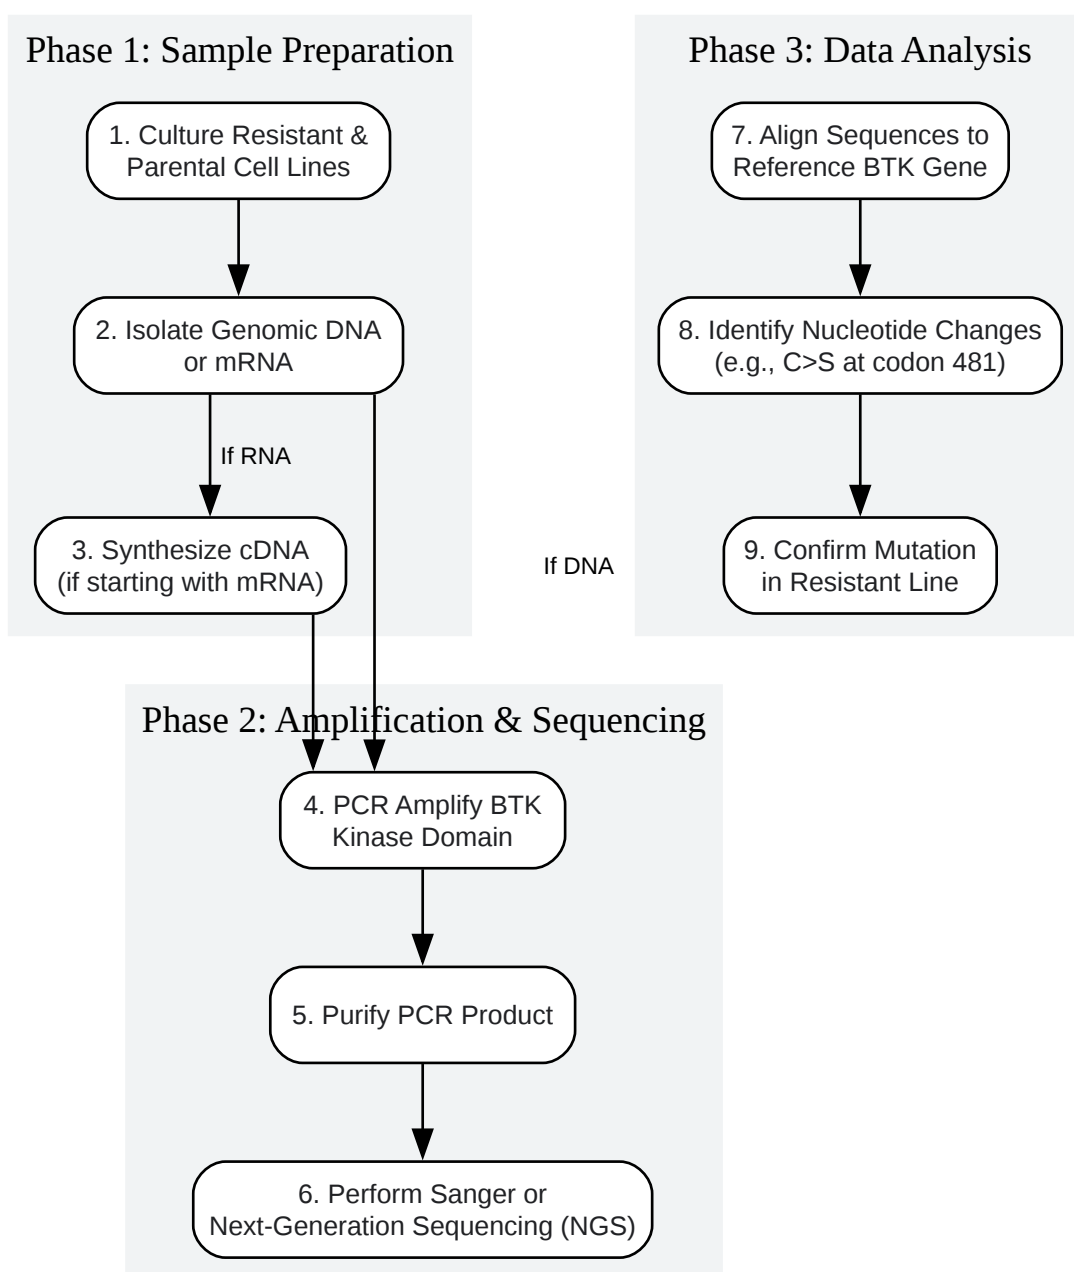 Phase 1: Sample Preparation
1. Culture Resistant &
Parental Cell Lines
2. Isolate Genomic DNA
or mRNA
If RNA
3. Synthesize cDNA
(if starting with mRNA)
If DNA
Phase 2: Amplification & Sequencing
4. PCR Amplify BTK
Kinase Domain
5. Purify PCR Product
6. Perform Sanger or
Next-Generation Sequencing (NGS)
Phase 3: Data Analysis
7. Align Sequences to
Reference BTK Gene
8. Identify Nucleotide Changes
(e.g., C>S at codon 481)
9. Confirm Mutation
in Resistant Line